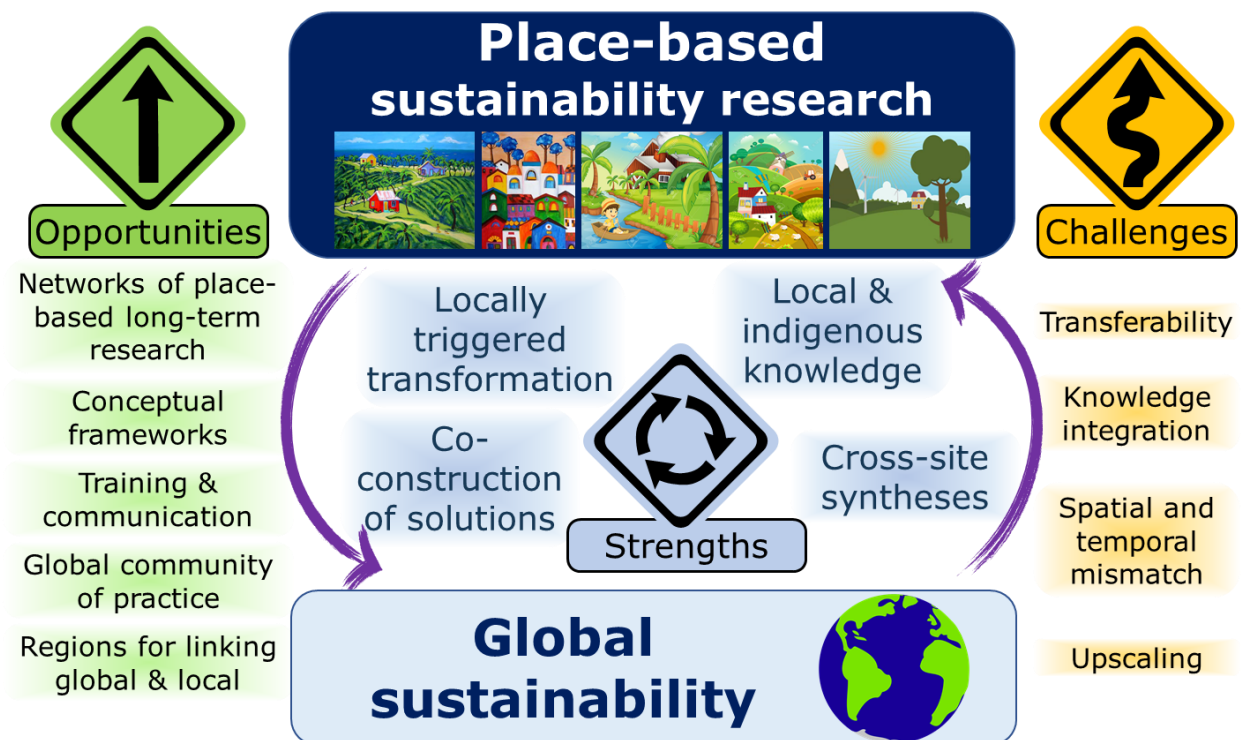 Place-based
sustainability research
Opportunities
Networks of place-
based long-term
research
Conceptual
frameworks
Training &
communication
Global community
of practice
Regions for linking
global & local
Locally
triggered
transformation
Local &
indigenous
knowledge
Co-
construction
of solutions
Cross-site
syntheses
Strengths
Challenges
Transferability
Knowledge
integration
Spatial and
temporal
mismatch
Upscaling
Global
sustainability